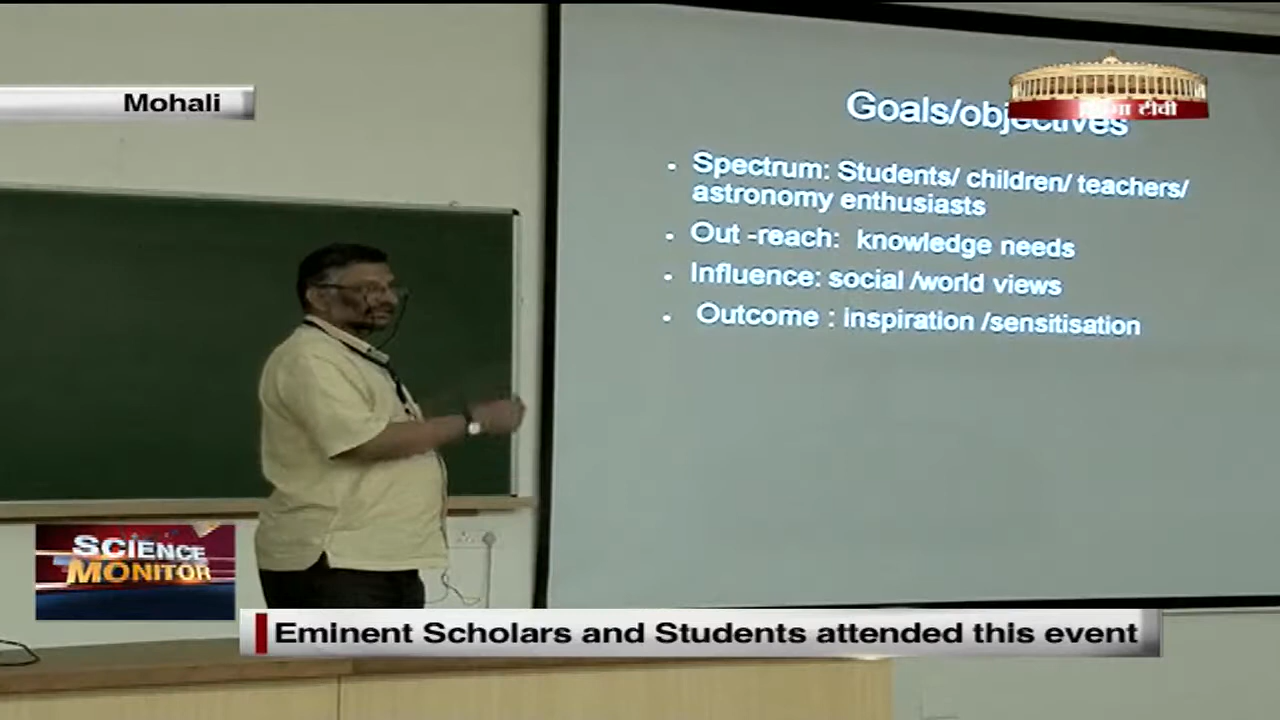 Mohali
Goals/objectives
टीवी
• Spectrum: Students/ children/ teachers/
astronomy enthusiasts
• Out -reach: knowledge needs
• Influence: social /world views
• Outcome : inspiration /sensitisation
SCIENCE
MONITOR
Eminent Scholars and Students attended this event